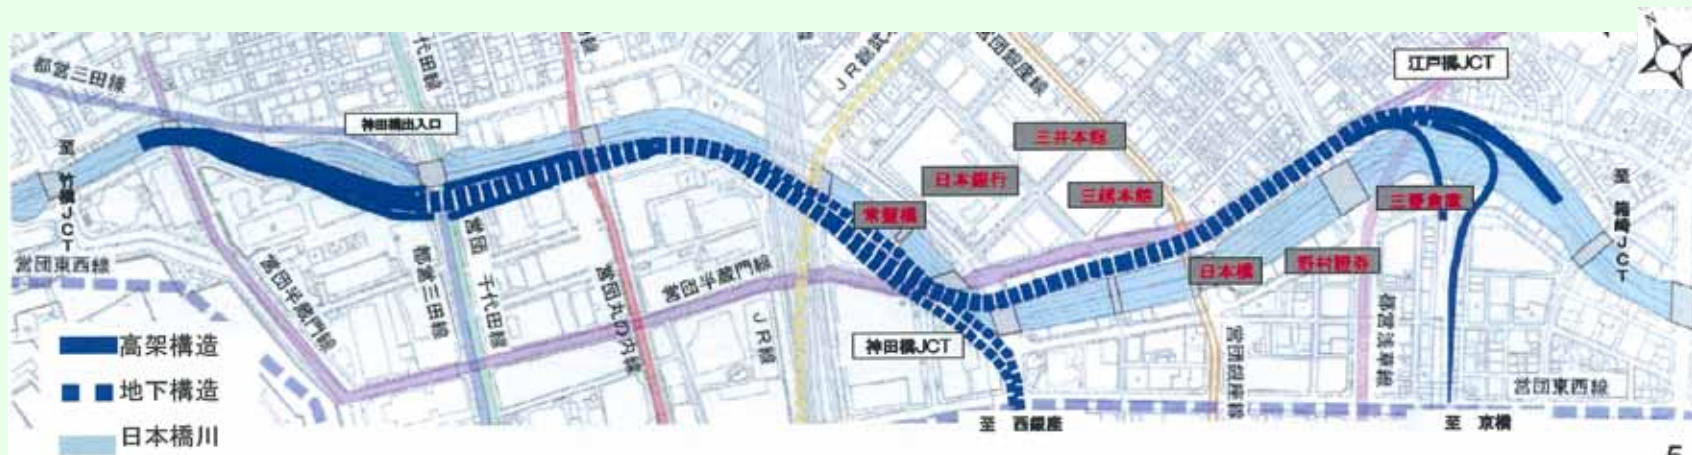 都営三田線
千代田線
JR総武
営団銀座線
江戸橋JCT
神田橋出入口
三井本館
日本銀行
三越本館
常盤橋
三菱倉庫
至 竹橋JCT
至 箱崎JCT
営団東西線
営団半蔵門線
都営三田線
営団 千代田線
営団丸の内線
営団半蔵門線
JR線
日本橋
野村證券
神田橋JCT
営団銀座線
都営浅草線
営団東西線
至 西銀座
至 京橋
高架構造
地下構造
日本橋川